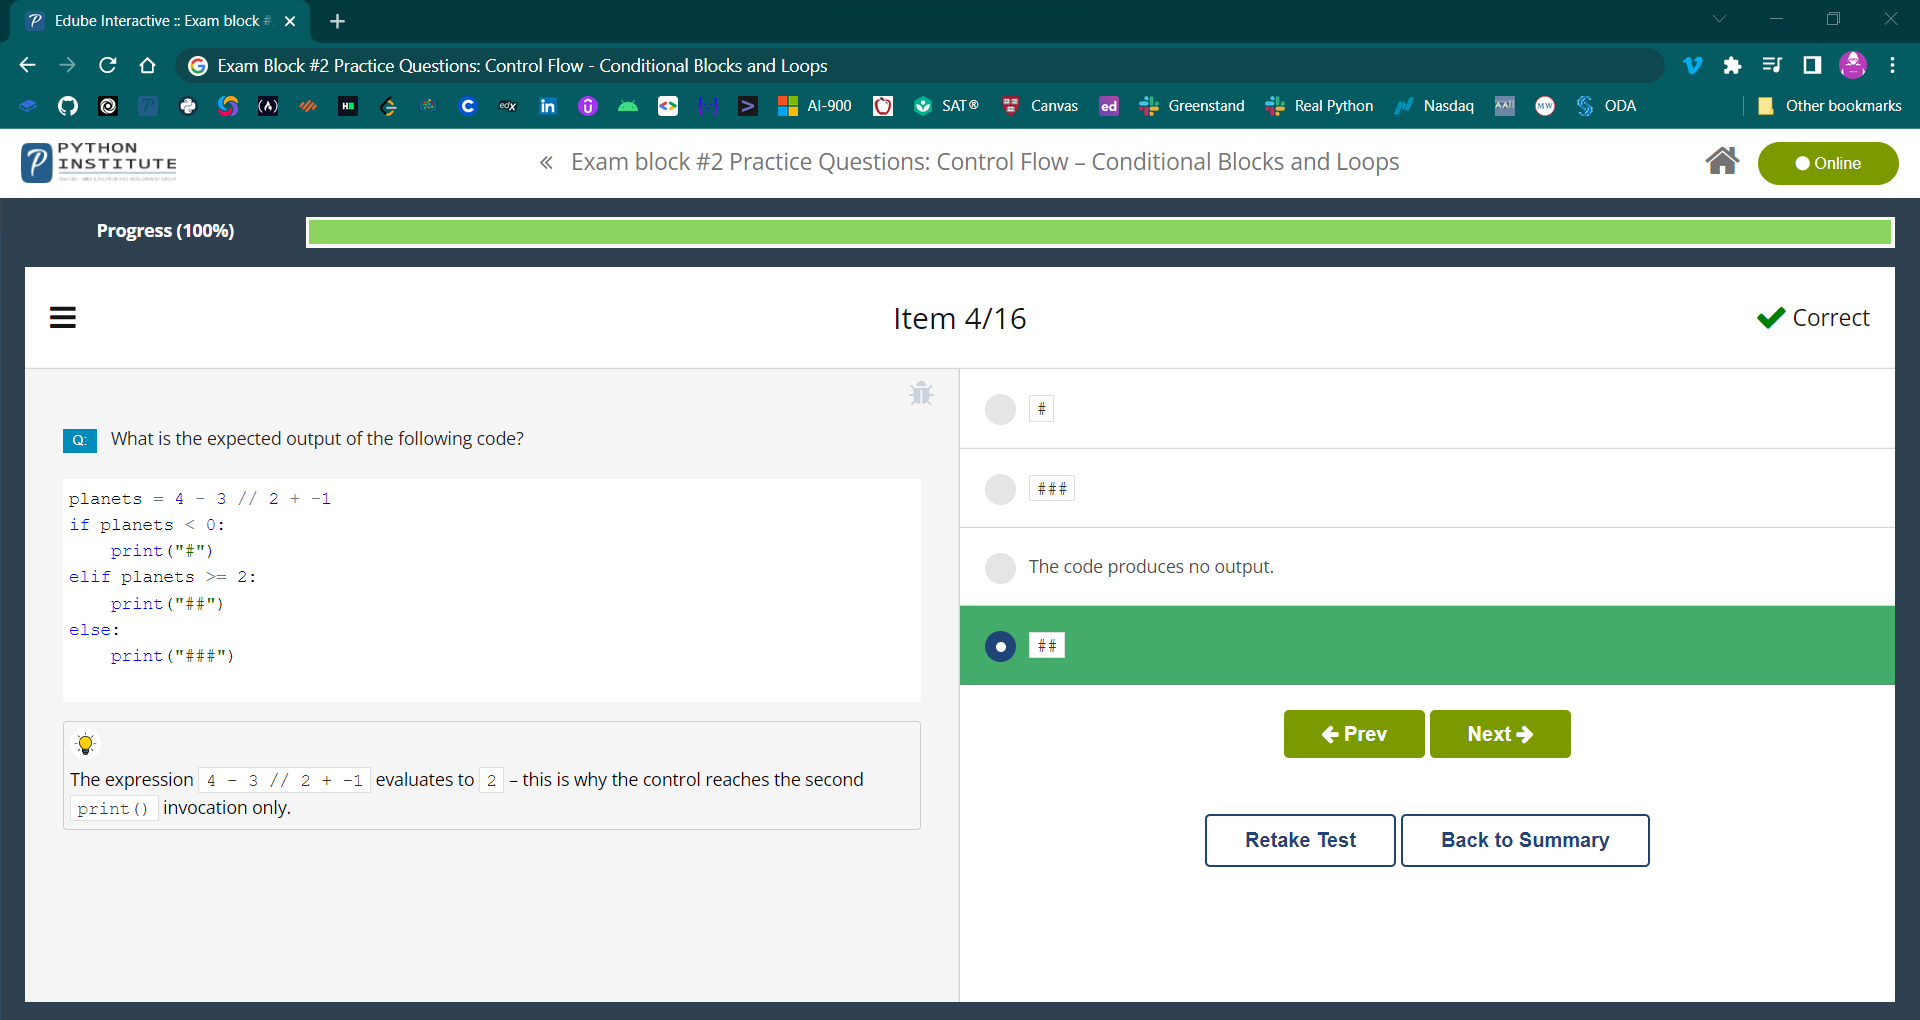 Edube Interactive :: Exam block #
Exam Block #2 Practice Questions: Control Flow - Conditional Blocks and Loops
AI-900
SAT®
Canvas
ed
Greenstand
Real Python
Nasdaq
MW
ODA
Other bookmarks
PYTHON
INSTITUTE
« Exam block #2 Practice Questions: Control Flow – Conditional Blocks and Loops
Online
Progress (100%)
Item 4/16
Correct
Q: What is the expected output of the following code?
planets = 4 - 3 // 2 + -1
if planets < 0:
    print("#")
elif planets >= 2:
    print("##")
else:
    print("###")
The expression 4 - 3 // 2 + -1 evaluates to 2 – this is why the control reaches the second
print() invocation only.
#
###
The code produces no output.
##
Prev
Next
Retake Test
Back to Summary